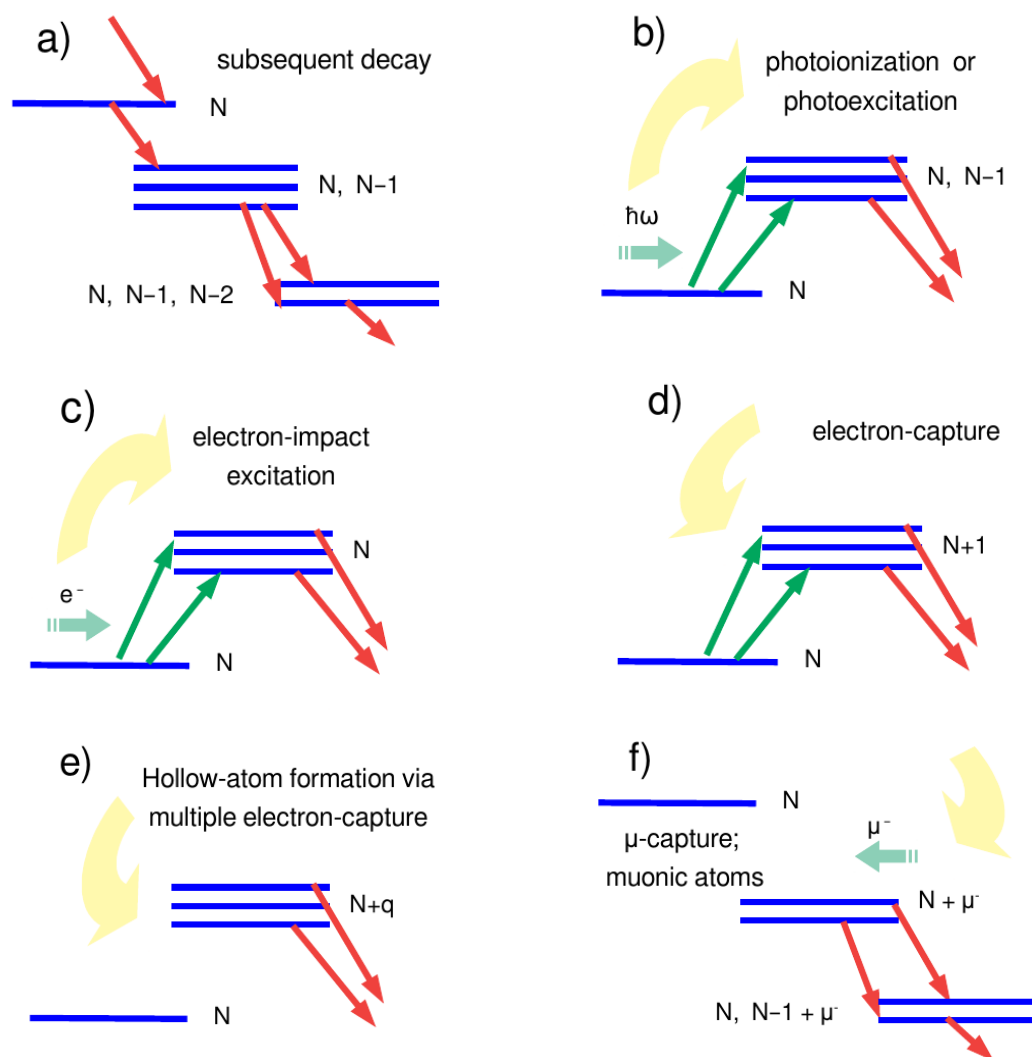 a)
subsequent decay
N
N, N−1
N, N−1, N−2
b)
photoionization or
photoexcitation
N, N−1
ħω
N
c)
electron-impact
excitation
N
e⁻
N
d)
electron-capture
N+1
N
e)
Hollow-atom formation via
multiple electron-capture
N+q
N
f)
N
μ⁻
μ-capture;
muonic atoms
N + μ⁻
N, N−1 + μ⁻